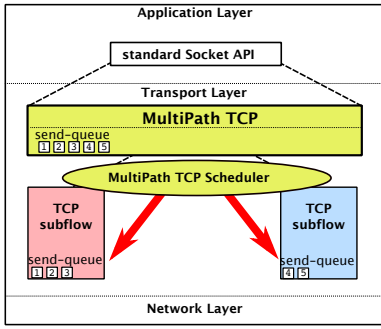 Application Layer
standard Socket API
Transport Layer
MultiPath TCP
send-queue
1 2 3 4 5
MultiPath TCP Scheduler
TCP
subflow
send-queue
1 2 3
TCP
subflow
send-queue
4 5
Network Layer